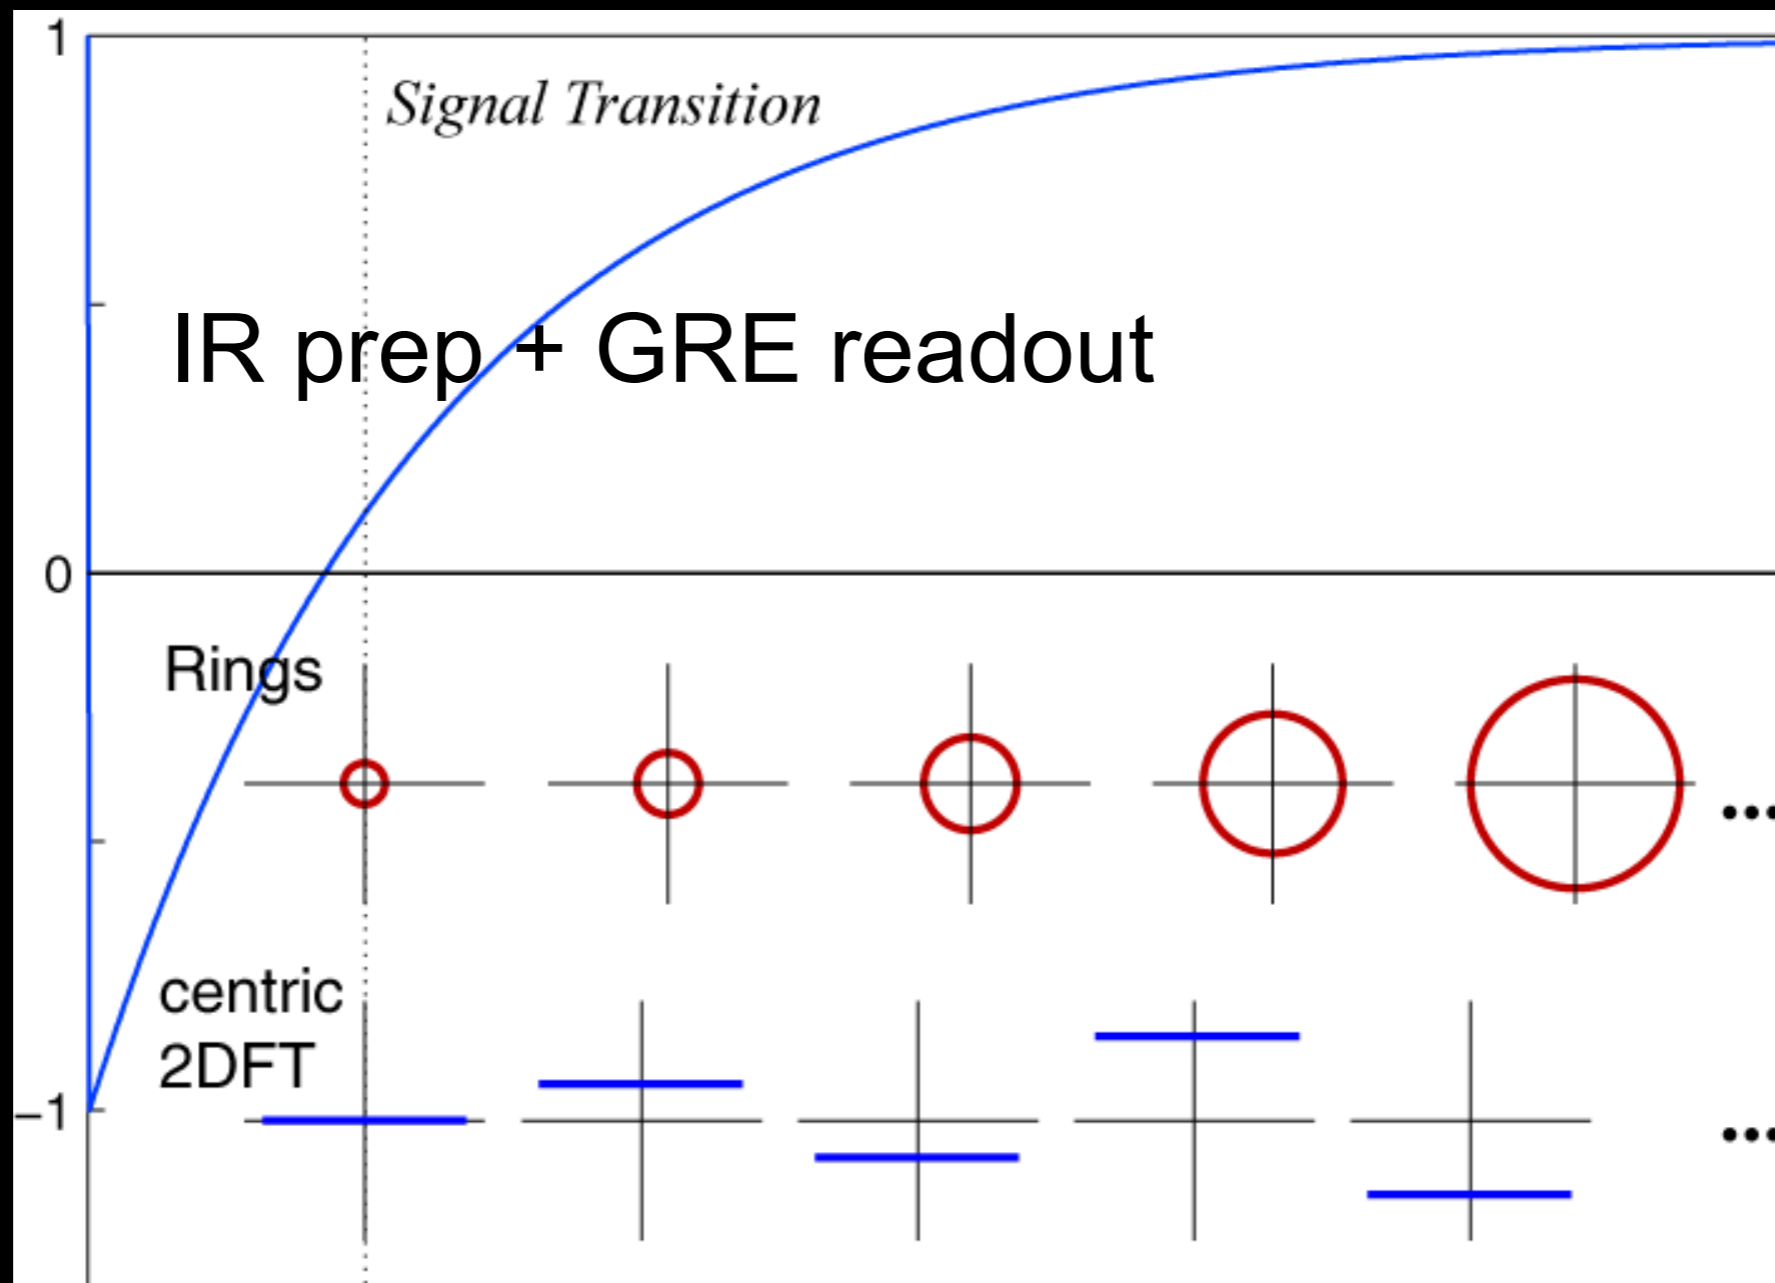 1
Signal Transition
IR prep + GRE readout
0
Rings
...
centric
2DFT
−1
...